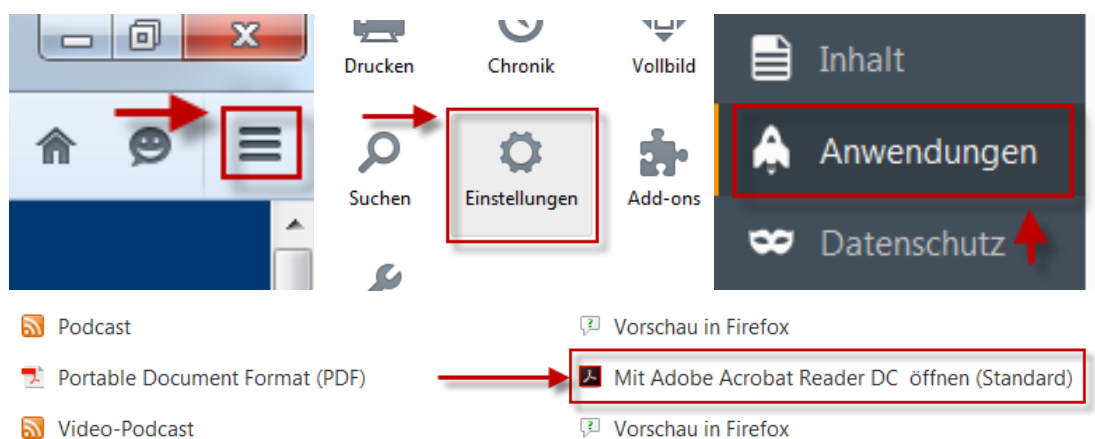 Drucken
Chronik
Vollbild
Suchen
Einstellungen
Add-ons
Inhalt
Anwendungen
Datenschutz
Podcast
Vorschau in Firefox
Portable Document Format (PDF)
Mit Adobe Acrobat Reader DC öffnen (Standard)
Video-Podcast
Vorschau in Firefox